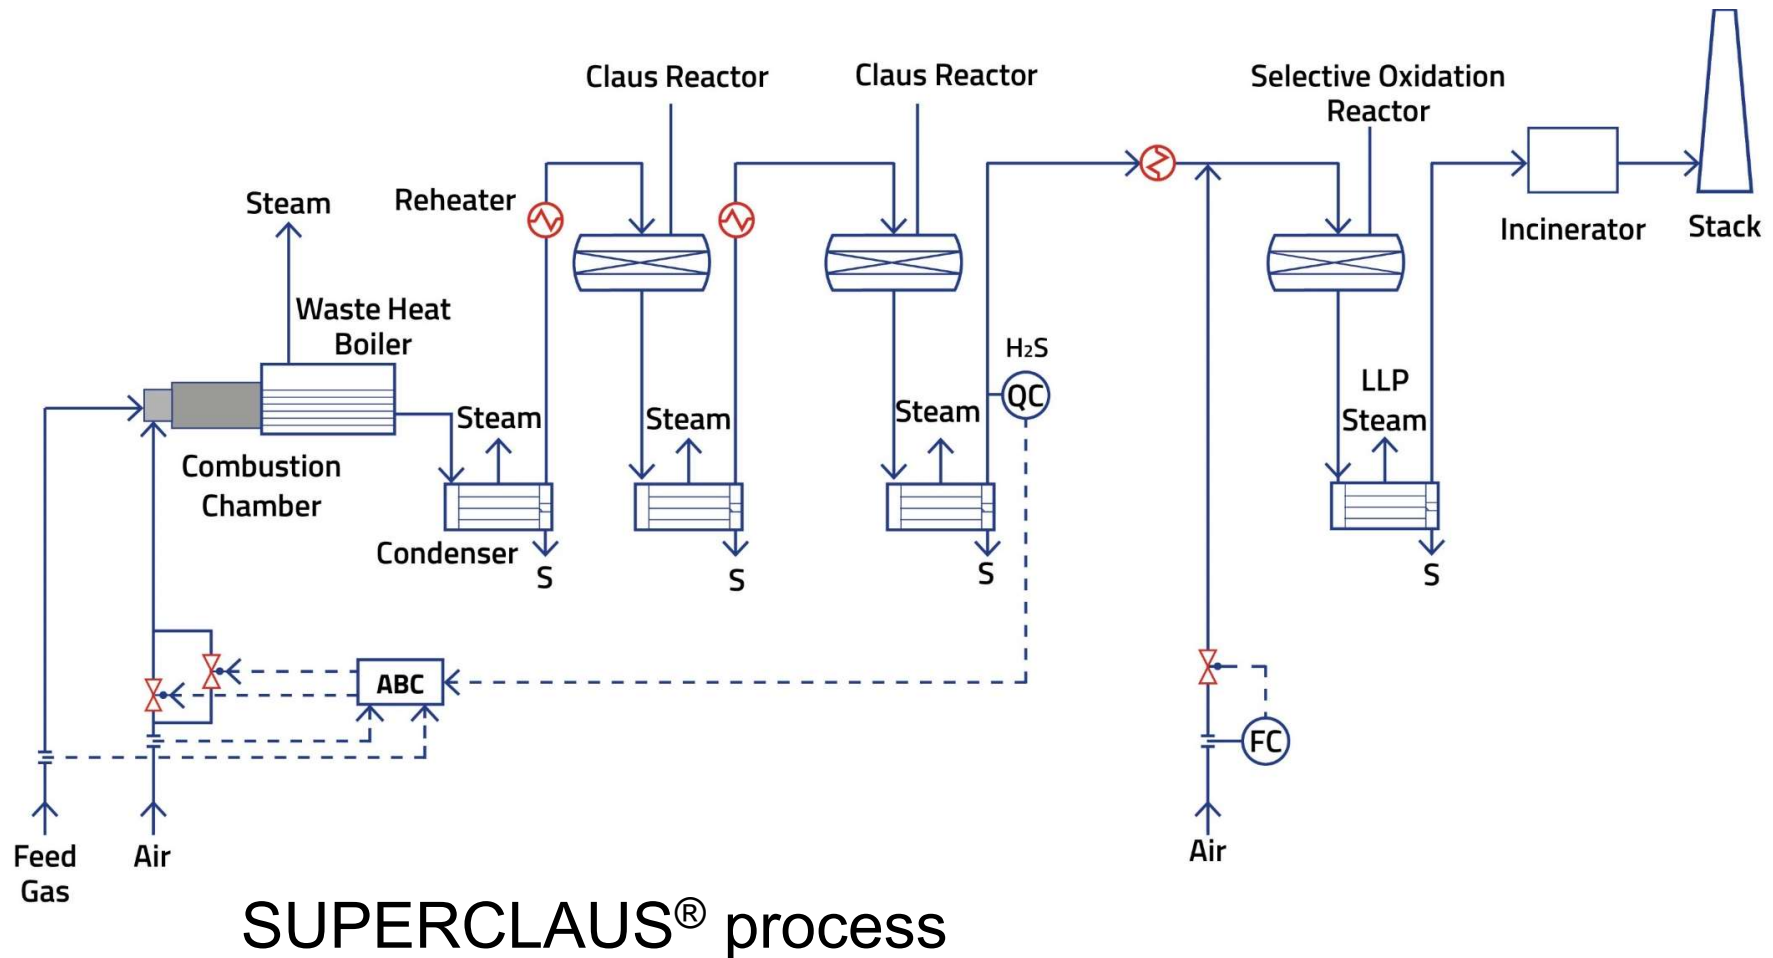 Claus Reactor
Claus Reactor
Selective Oxidation
Reactor
Steam
Reheater
Incinerator
Stack
Waste Heat
Boiler
H₂S
QC
LLP
Steam
Steam
Steam
Steam
Combustion
Chamber
Condenser
S
S
S
S
ABC
FC
Feed
Gas
Air
Air
SUPERCLAUS® process